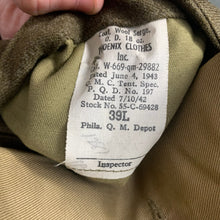 Coat, Wool Serge,
O. D. 18 oz.
PHOENIX CLOTHES
Inc.
W-669-qm-29882
Dated June 4, 1943
Q. M. C. Tent. Spec.
P. Q. D. No. 197
Dated 7/10/42
Stock No. 55-C-69428
39L
Phila. Q. M. Depot
Inspector